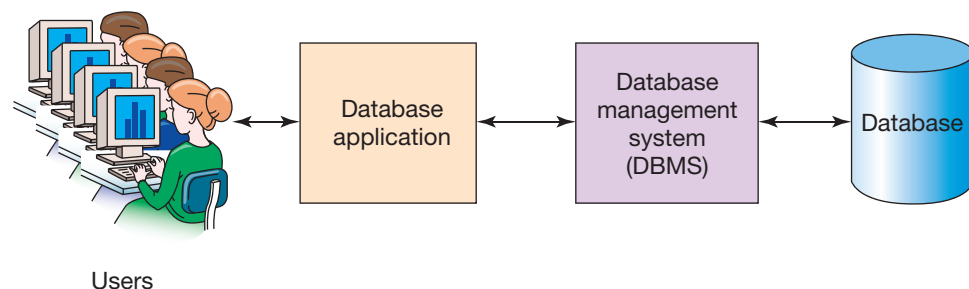 Database
application
Database
management
system
(DBMS)
Database
Users